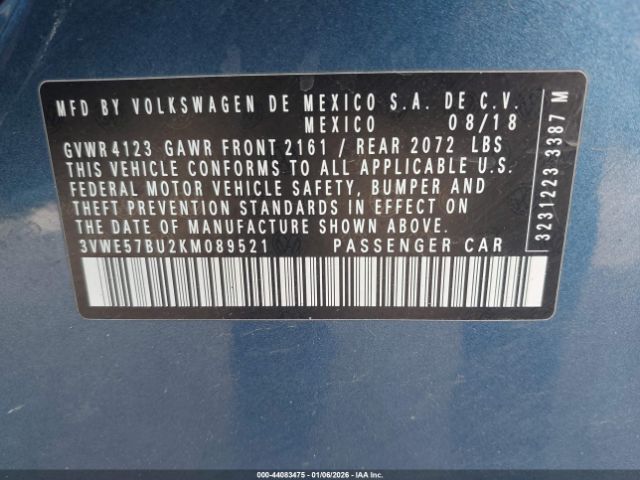 MFD BY VOLKSWAGEN DE MEXICO S.A. DE C.V.
MEXICO 08/18
GVWR 4123 GAWR FRONT 2161 / REAR 2072 LBS
THIS VEHICLE CONFORMS TO ALL APPLICABLE U.S.
FEDERAL MOTOR VEHICLE SAFETY, BUMPER AND
THEFT PREVENTION STANDARDS IN EFFECT ON
THE DATE OF MANUFACTURE SHOWN ABOVE.
3VWE57BU2KM089521 PASSENGER CAR
3231223 3387 M
000-44083475 | 01/06/2026 | IAA Inc.